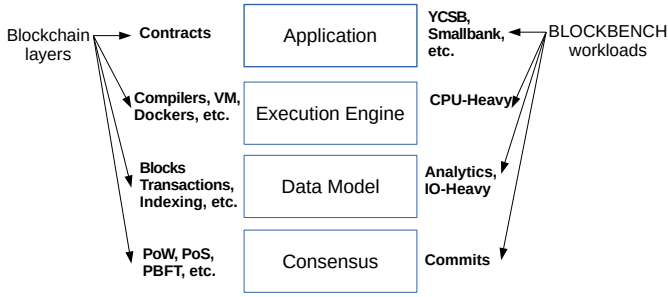 Blockchain
layers
Contracts
Application
YCSB,
Smallbank,
etc.
BLOCKBENCH
workloads
Compilers, VM,
Dockers, etc.
Execution Engine
CPU-Heavy
Blocks
Transactions,
Indexing, etc.
Data Model
Analytics,
IO-Heavy
PoW, PoS,
PBFT, etc.
Consensus
Commits